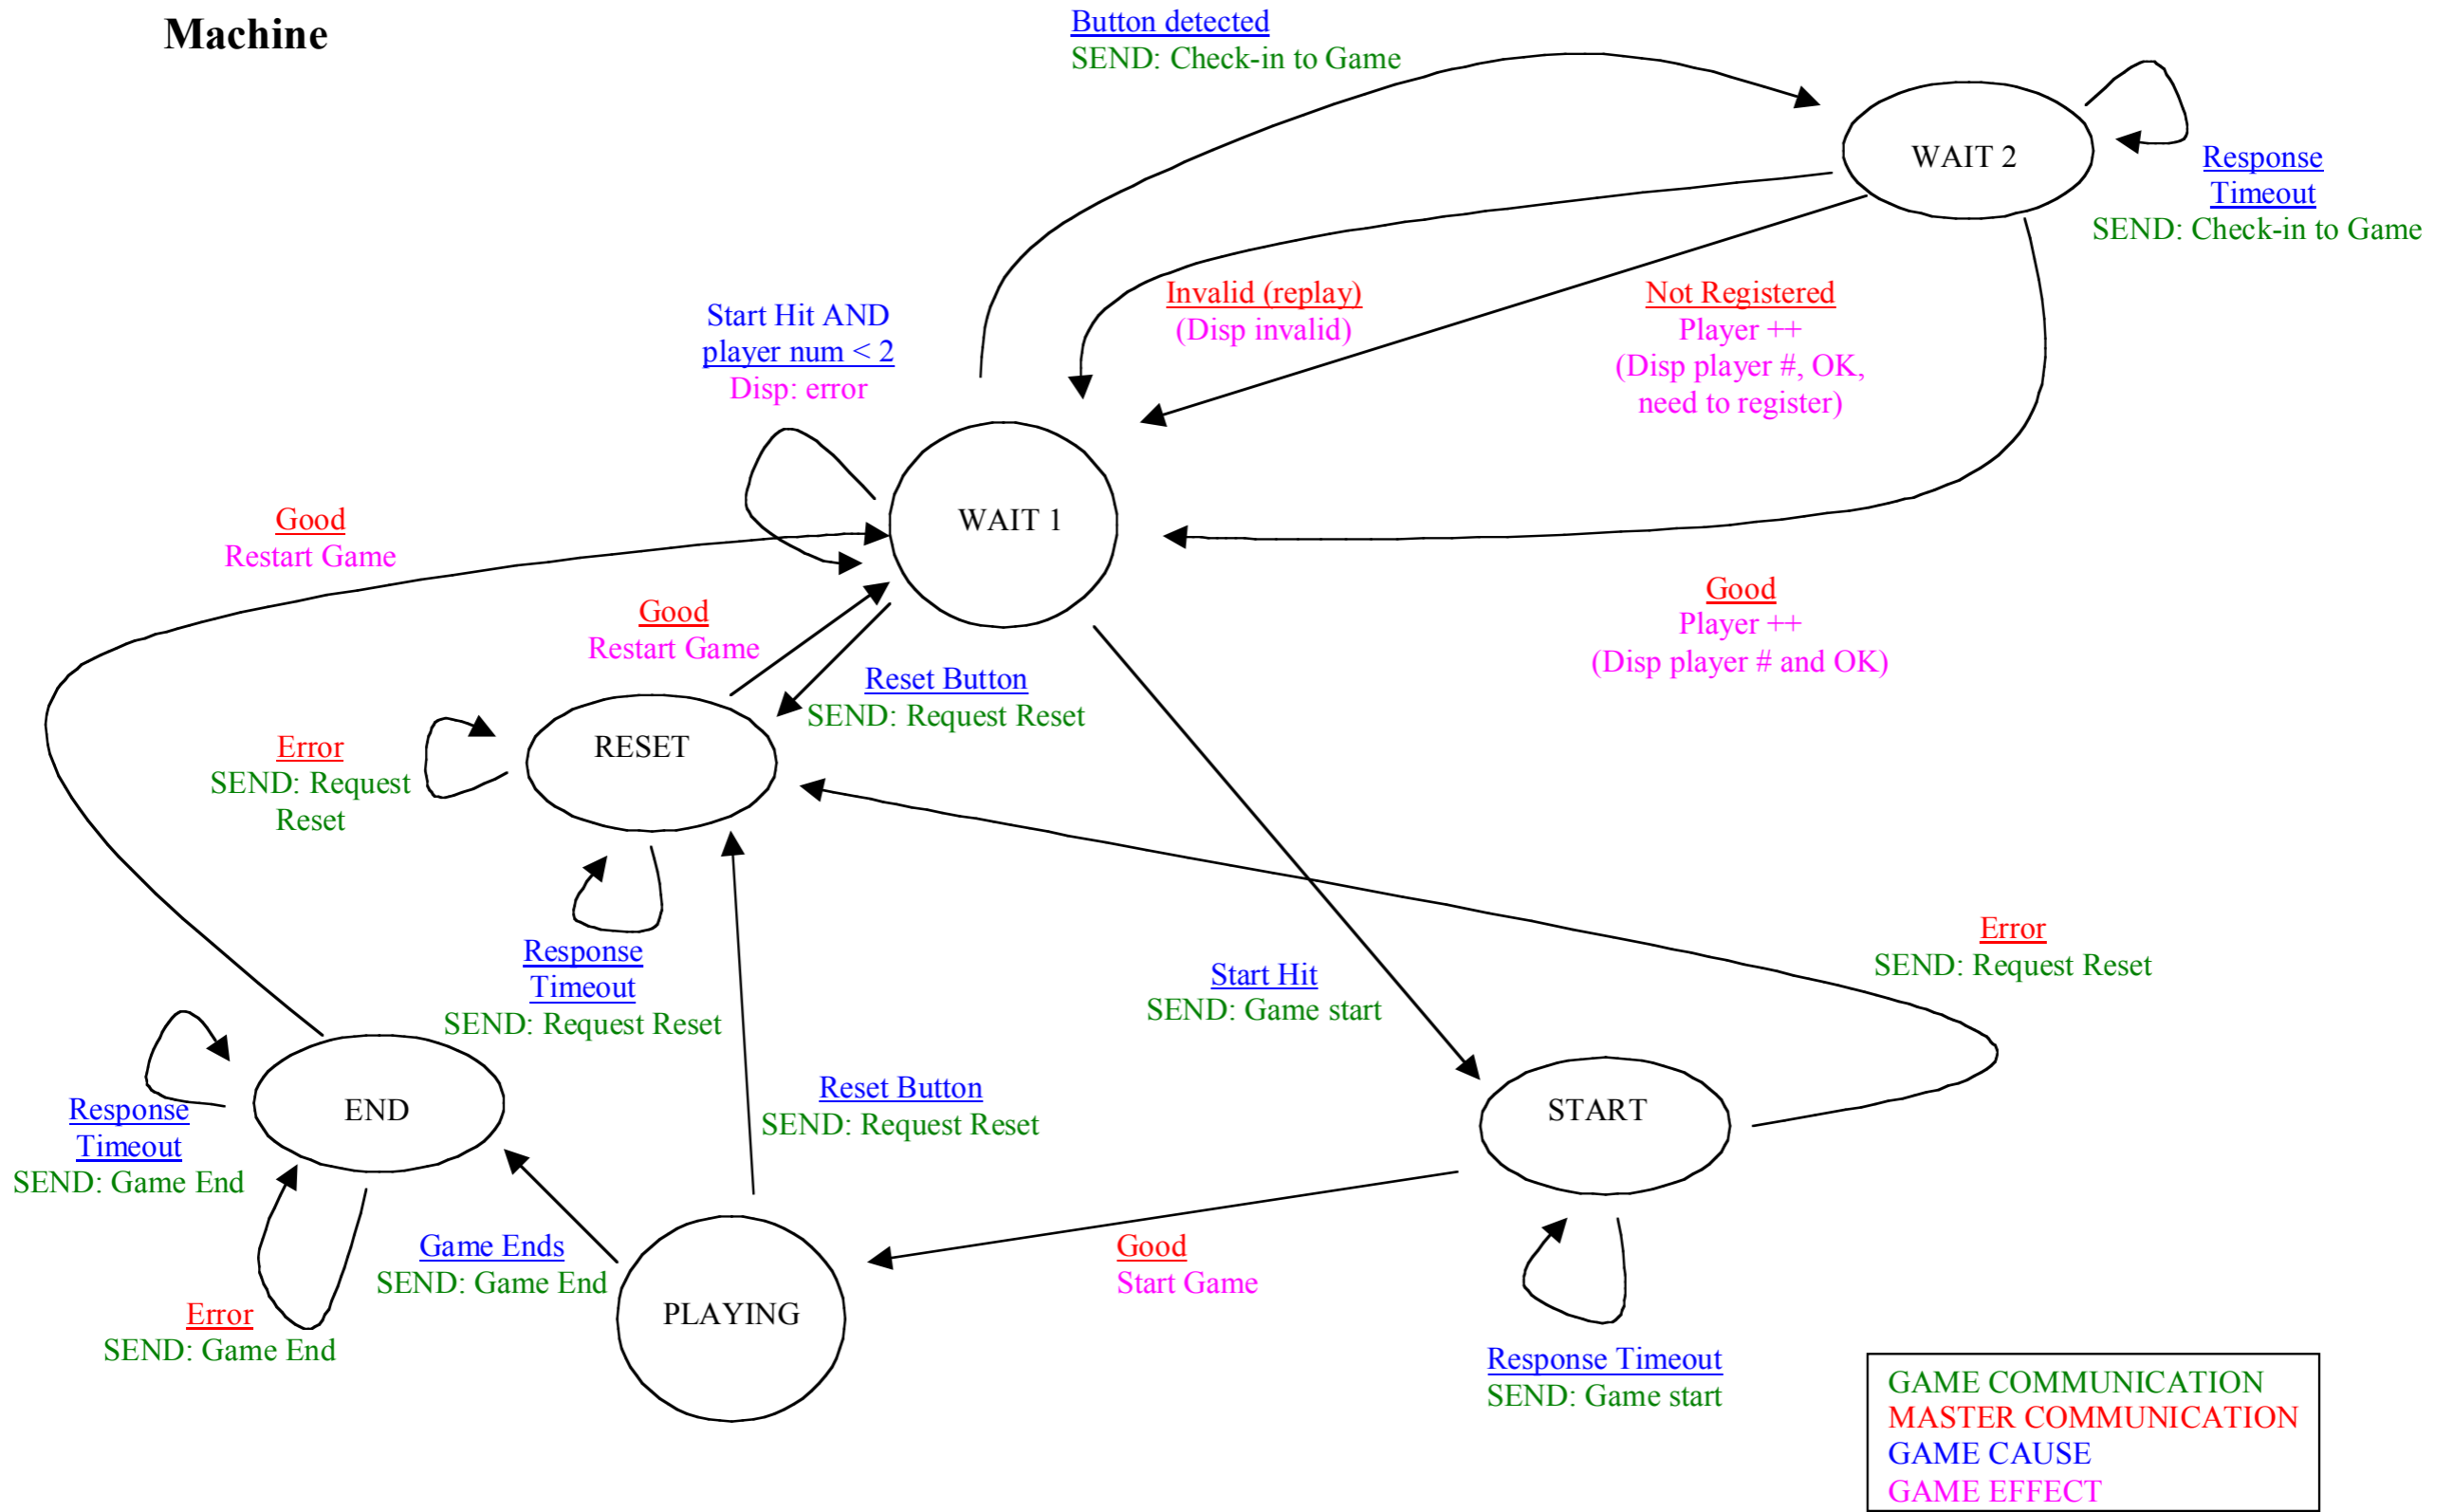 Machine
Button detected
SEND: Check-in to Game
WAIT 2
Response
Timeout
SEND: Check-in to Game
Invalid (replay)
(Disp invalid)
Not Registered
Player ++
(Disp player #, OK,
need to register)
Start Hit AND
player num < 2
Disp: error
WAIT 1
Good
Restart Game
Good
Restart Game
Good
Player ++
(Disp player # and OK)
Reset Button
SEND: Request Reset
RESET
Error
SEND: Request
Reset
Response
Timeout
SEND: Request Reset
Start Hit
SEND: Game start
Error
SEND: Request Reset
END
Response
Timeout
SEND: Game End
Reset Button
SEND: Request Reset
START
Game Ends
SEND: Game End
Good
Start Game
PLAYING
Error
SEND: Game End
Response Timeout
SEND: Game start
GAME COMMUNICATION
MASTER COMMUNICATION
GAME CAUSE
GAME EFFECT